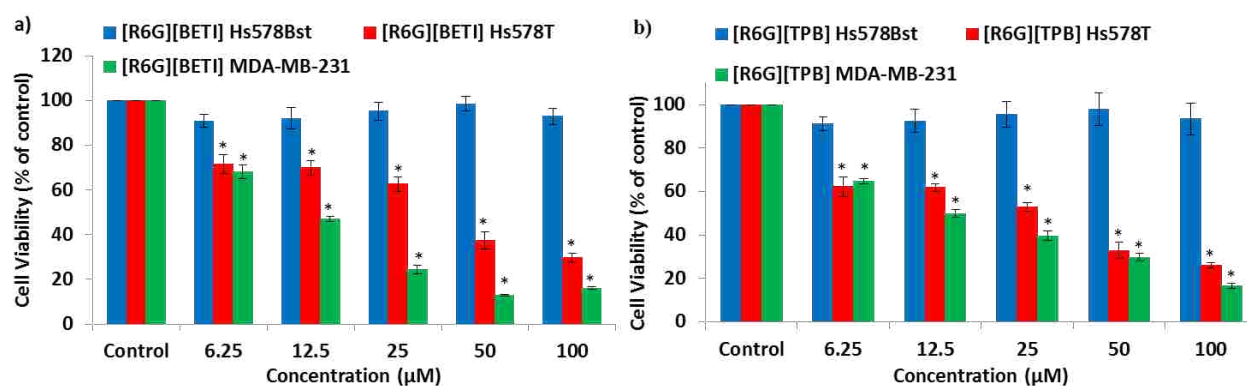 a)
[R6G][BETI] Hs578Bst [R6G][BETI] Hs578T
[R6G][BETI] MDA-MB-231
Cell Viability (% of control)
120
100
80
60
40
20
0
* * * * * * * * * *
Control 6.25 12.5 25 50 100
Concentration (µM)
b)
[R6G][TPB] Hs578Bst [R6G][TPB] Hs578T
[R6G][TPB] MDA-MB-231
Cell Viability (% of control)
100
80
60
40
20
0
* * * * * * * * * *
Control 6.25 12.5 25 50 100
Concentration (µM)